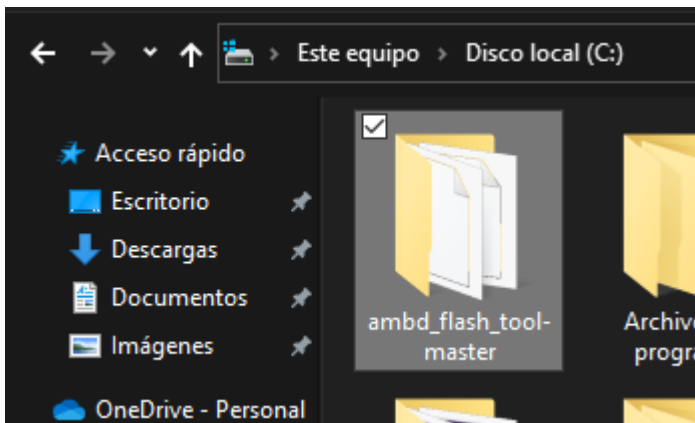 Este equipo > Disco local (C:)
Acceso rápido
Escritorio
Descargas
Documentos
Imágenes
OneDrive - Personal
ambd_flash_tool-
master